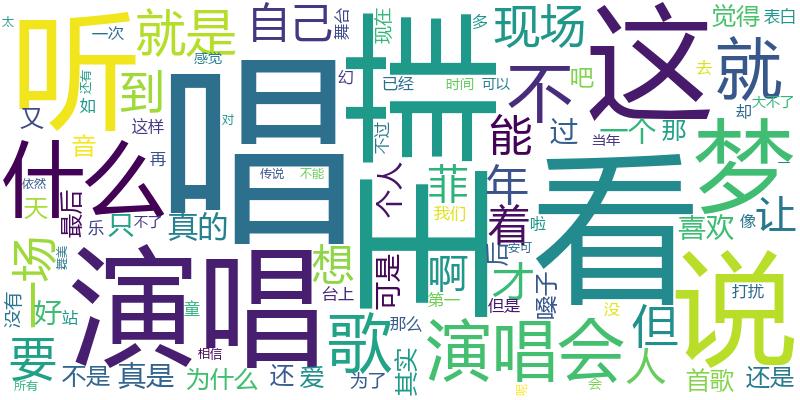 太
一次
就是
自己
舞台
现在
多
现场
这
觉得
表白
听
唱
王菲
感觉
幻
已经
时间
可以
不
吧
去
就
还有
如
到
大不了
却
又
音
这样
对
不过
能
过
一个
那
当年
梦
什么
再
依然
传说
不能
个人
菲
年
看
一
天
最后
乐
只
不了
真的
我们
着
啦
喜欢
像
让
一场
舞美
想
可是
啊
后
安可
才
嗓子
说
打扰
没有
好
站
演唱
童
台上
第一
但是
没
但
要
相信
歌
那么
演唱会
人
首歌
还是
所有
不是
真是
为什么
还
爱
为了
其实
会